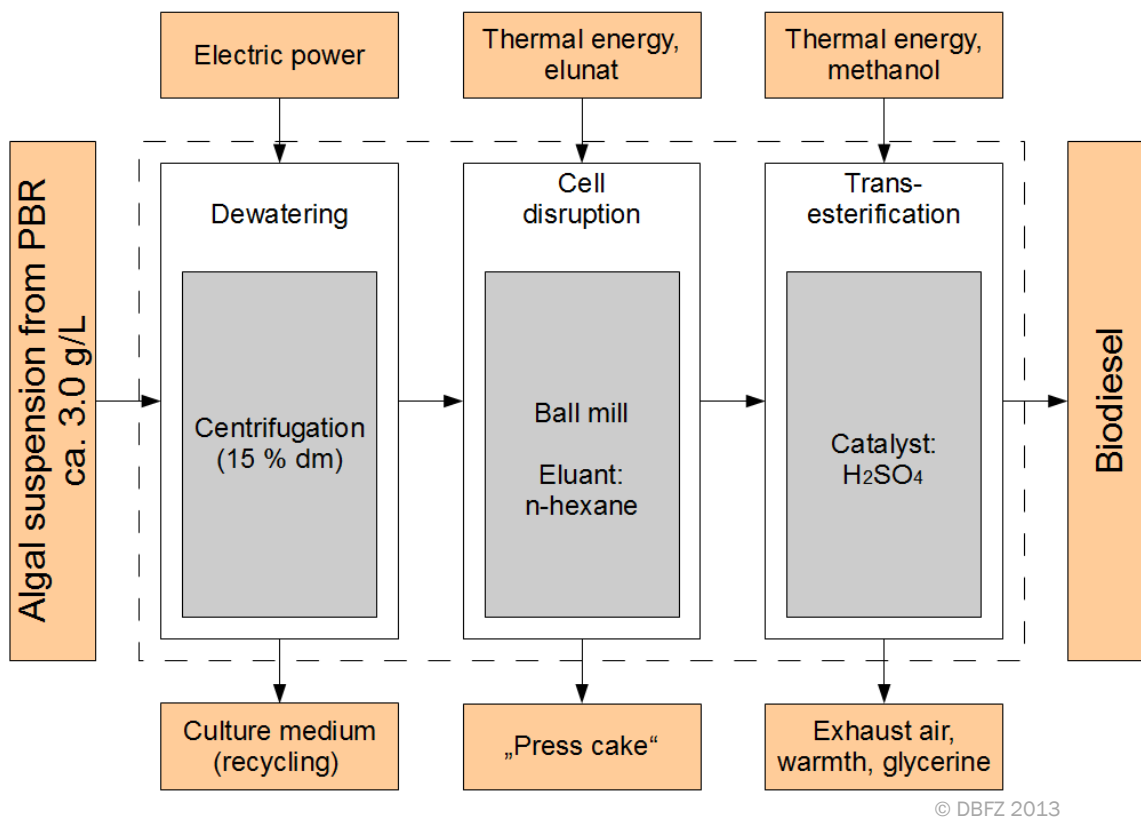 Electric power
Thermal energy,
elunat
Thermal energy,
methanol
Algal suspension from PBR
ca. 3.0 g/L
Dewatering
Centrifugation
(15 % dm)
Cell
disruption
Ball mill
Eluant:
n-hexane
Trans-
esterification
Catalyst:
H₂SO₄
Biodiesel
Culture medium
(recycling)
„Press cake“
Exhaust air,
warmth, glycerine
© DBFZ 2013